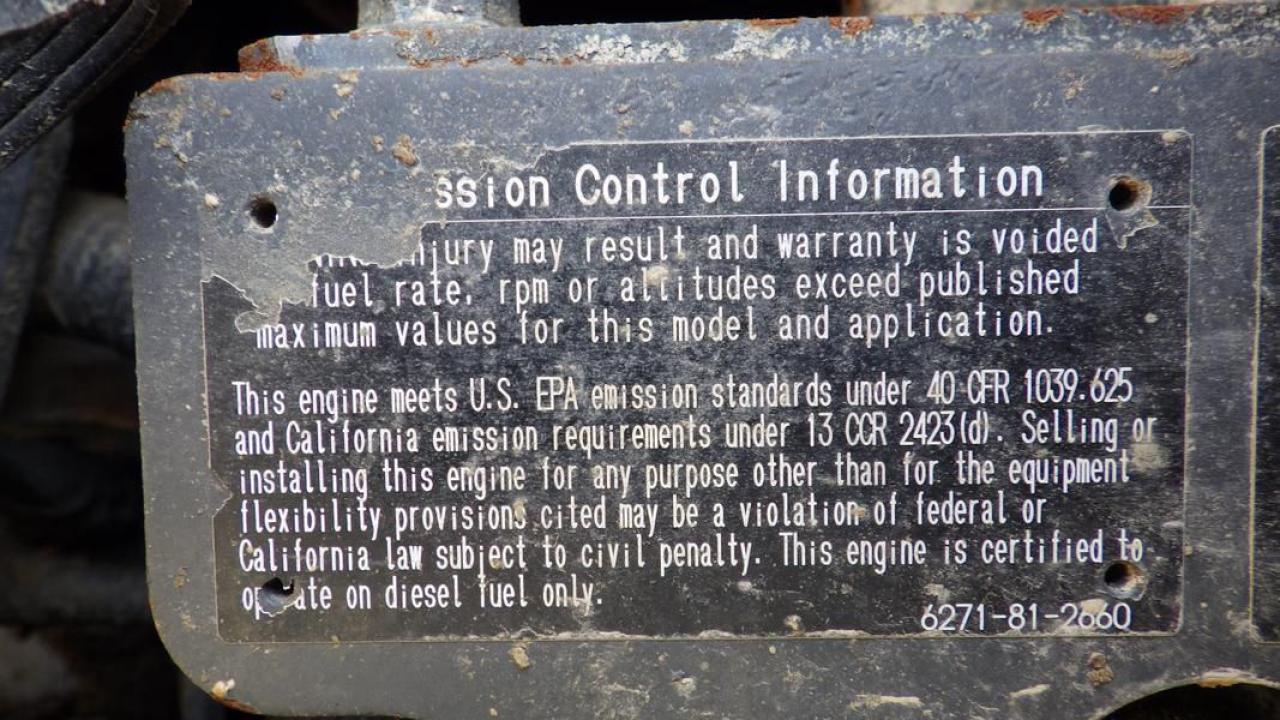 ssion Control Information
may result and warranty is voided
fuel rate, rpm or altitudes exceed published
maximum values for this model and application.
This engine meets U.S. EPA emission standards under 40 CFR 1039.625
and California emission requirements under 13 CCR 2423(d). Selling or
installing this engine for any purpose other than for the equipment
flexibility provisions cited may be a violation of federal or
California law subject to civil penalty. This engine is certified to
operate on diesel fuel only.
6271-81-2660